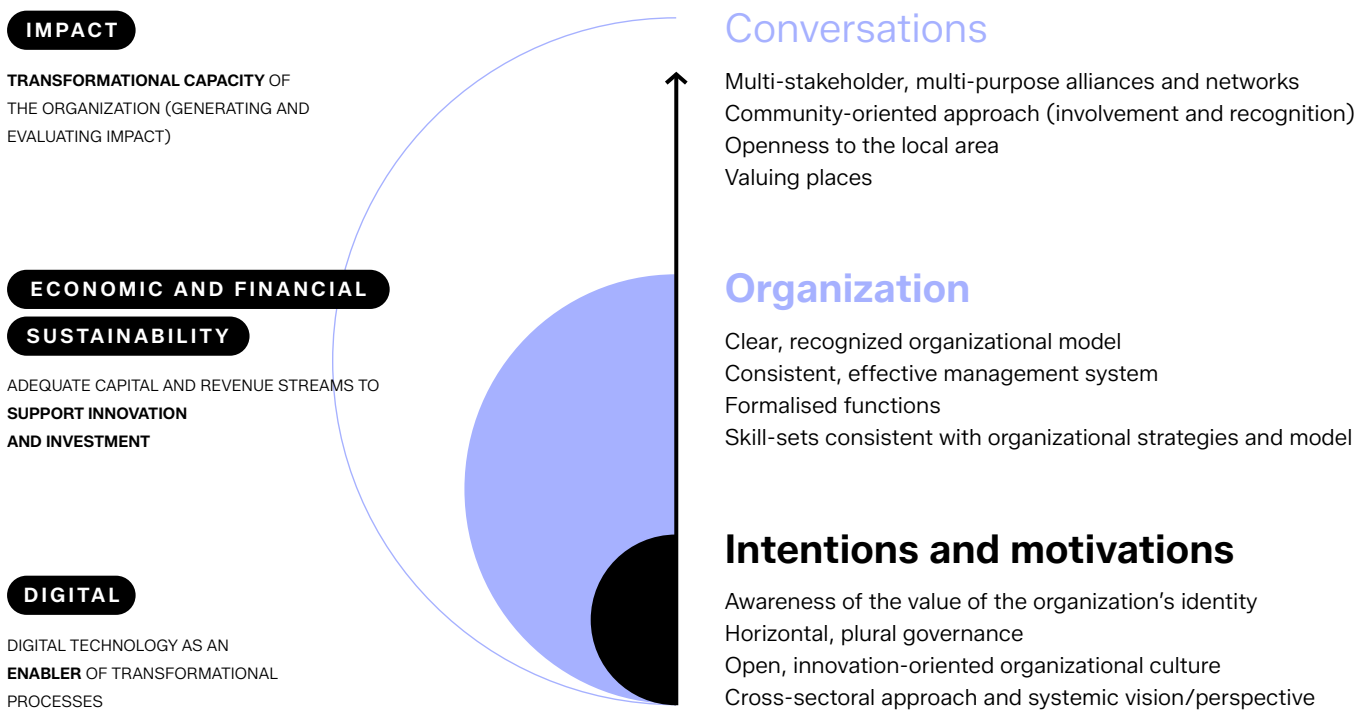 IMPACT
TRANSFORMATIONAL CAPACITY OF
THE ORGANIZATION (GENERATING AND
EVALUATING IMPACT)
ECONOMIC AND FINANCIAL
SUSTAINABILITY
ADEQUATE CAPITAL AND REVENUE STREAMS TO
SUPPORT INNOVATION
AND INVESTMENT
DIGITAL
DIGITAL TECHNOLOGY AS AN
ENABLER OF TRANSFORMATIONAL
PROCESSES
Conversations
Multi-stakeholder, multi-purpose alliances and networks
Community-oriented approach (involvement and recognition)
Openness to the local area
Valuing places
Organization
Clear, recognized organizational model
Consistent, effective management system
Formalised functions
Skill-sets consistent with organizational strategies and model
Intentions and motivations
Awareness of the value of the organization’s identity
Horizontal, plural governance
Open, innovation-oriented organizational culture
Cross-sectoral approach and systemic vision/perspective